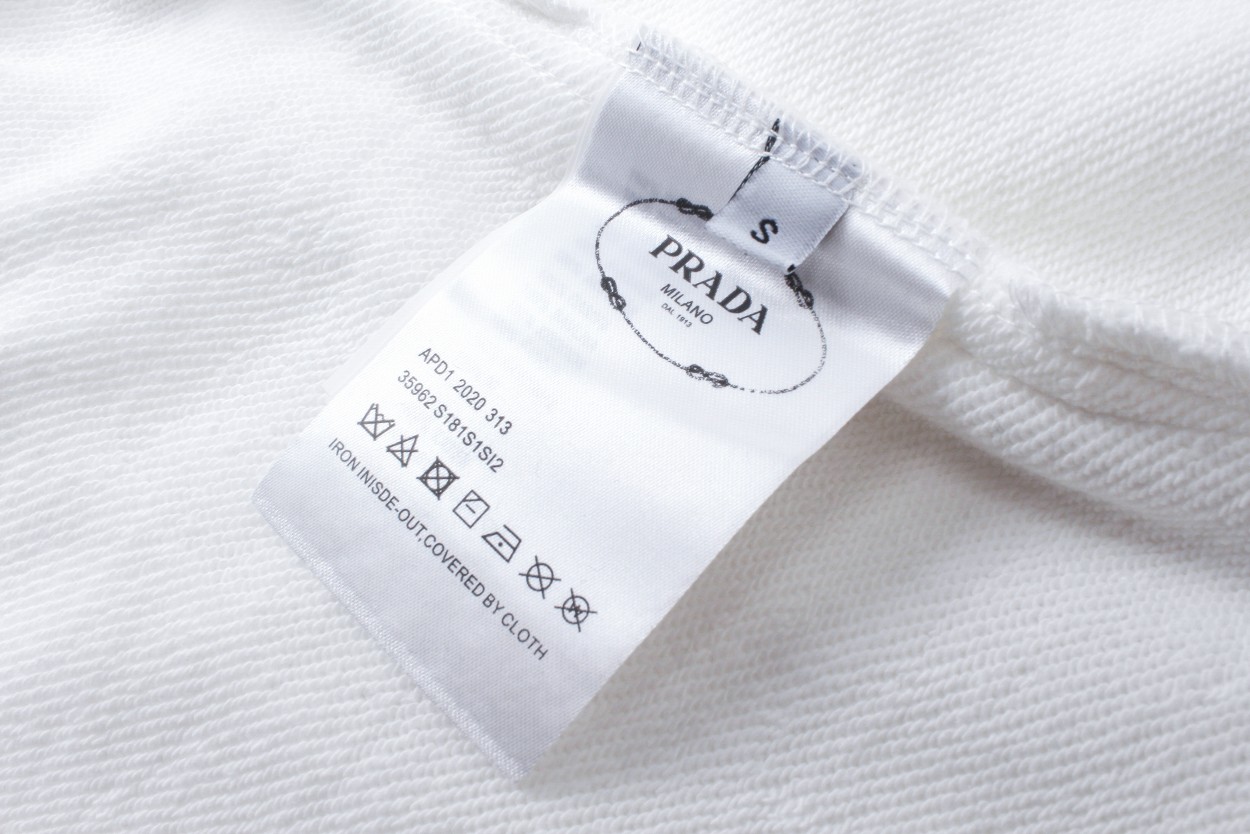 S
PRADA
MILANO
DAL 1913
APD1 2020 313
35962 S181S1SI2
IRON INISDE-OUT,COVERED BY CLOTH